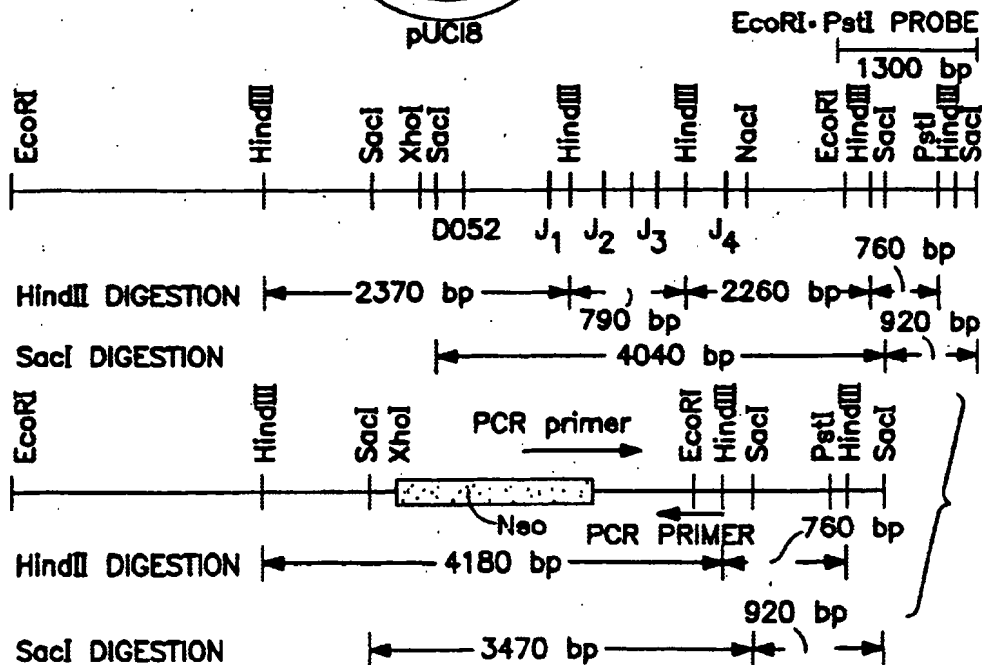 pUC18
EcoRI·PstI PROBE
1300 bp
EcoRI HindIII SacI XhoI SacI HindIII HindIII NacI EcoRI HindIII SacI PstI HindIII SacI
D052 J1 J2 J3 J4
760 bp
HindII DIGESTION 2370 bp 2260 bp
790 bp 920 bp
SacI DIGESTION 4040 bp
EcoRI HindIII SacI XhoI PCR primer EcoRI HindIII SacI PstI HindIII SacI
Neo
PCR PRIMER 760 bp
HindII DIGESTION 4180 bp
920 bp
SacI DIGESTION 3470 bp